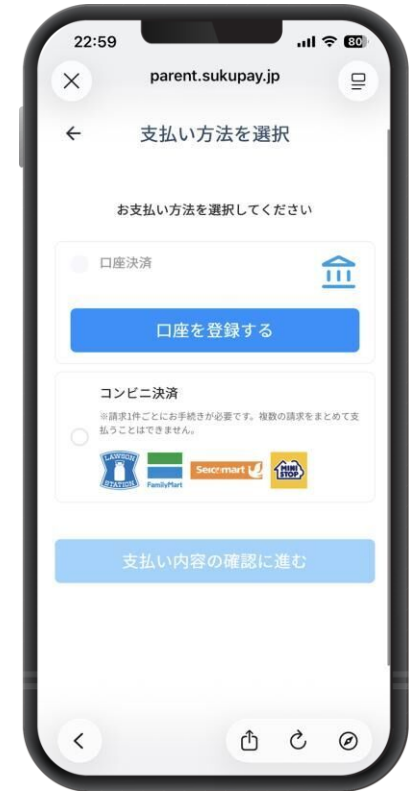 22:59
80
parent.sukupay.jp
支払い方法を選択
お支払い方法を選択してください
口座決済
口座を登録する
コンビニ決済
※請求1件ごとにお手続きが必要です。複数の請求をまとめて支
払うことはできません。
LAWSON
STATION
FamilyMart
Seicomart
MINI
STOP
支払い内容の確認に進む